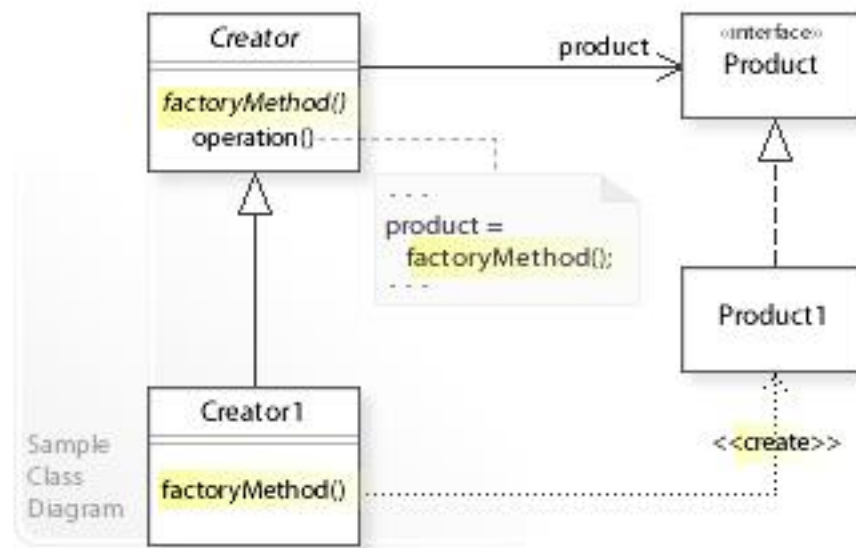 Creator
factoryMethod()
operation()
product
«interface»
Product
. . .
product =
factoryMethod();
. . .
Product1
Creator1
factoryMethod()
<<create>>
Sample
Class
Diagram